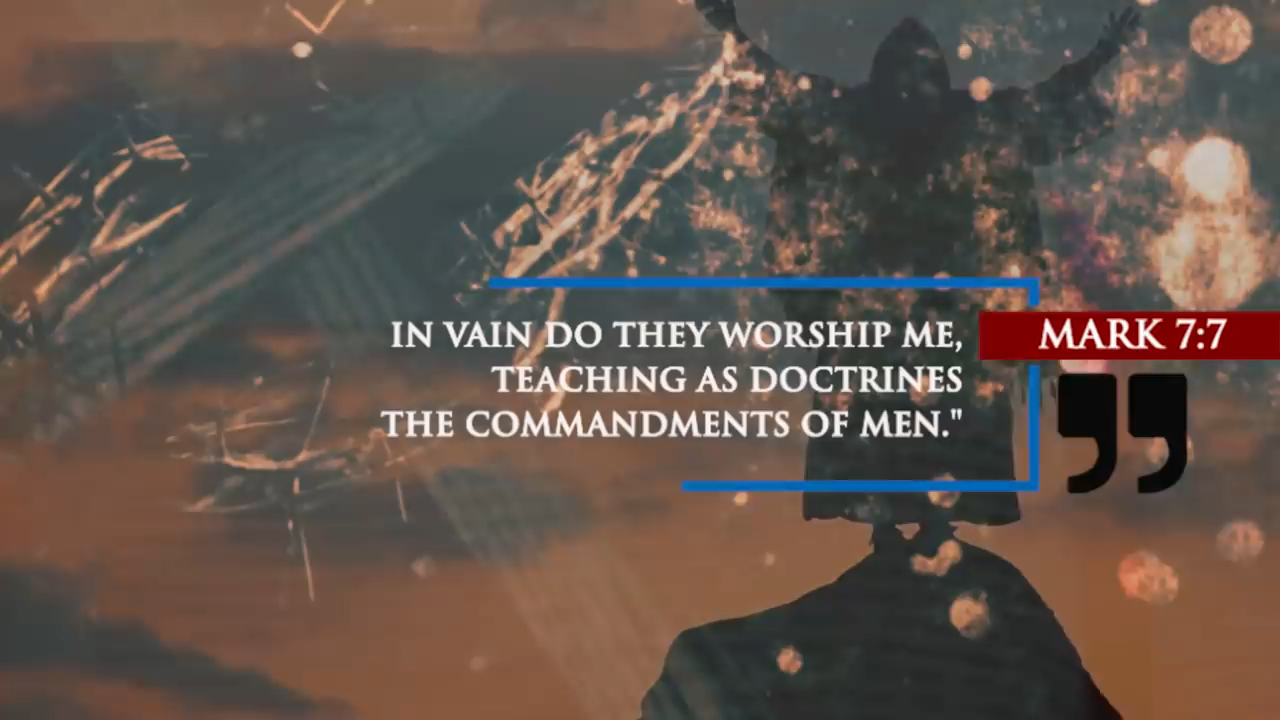 IN VAIN DO THEY WORSHIP ME,
TEACHING AS DOCTRINES
THE COMMANDMENTS OF MEN."
MARK 7:7